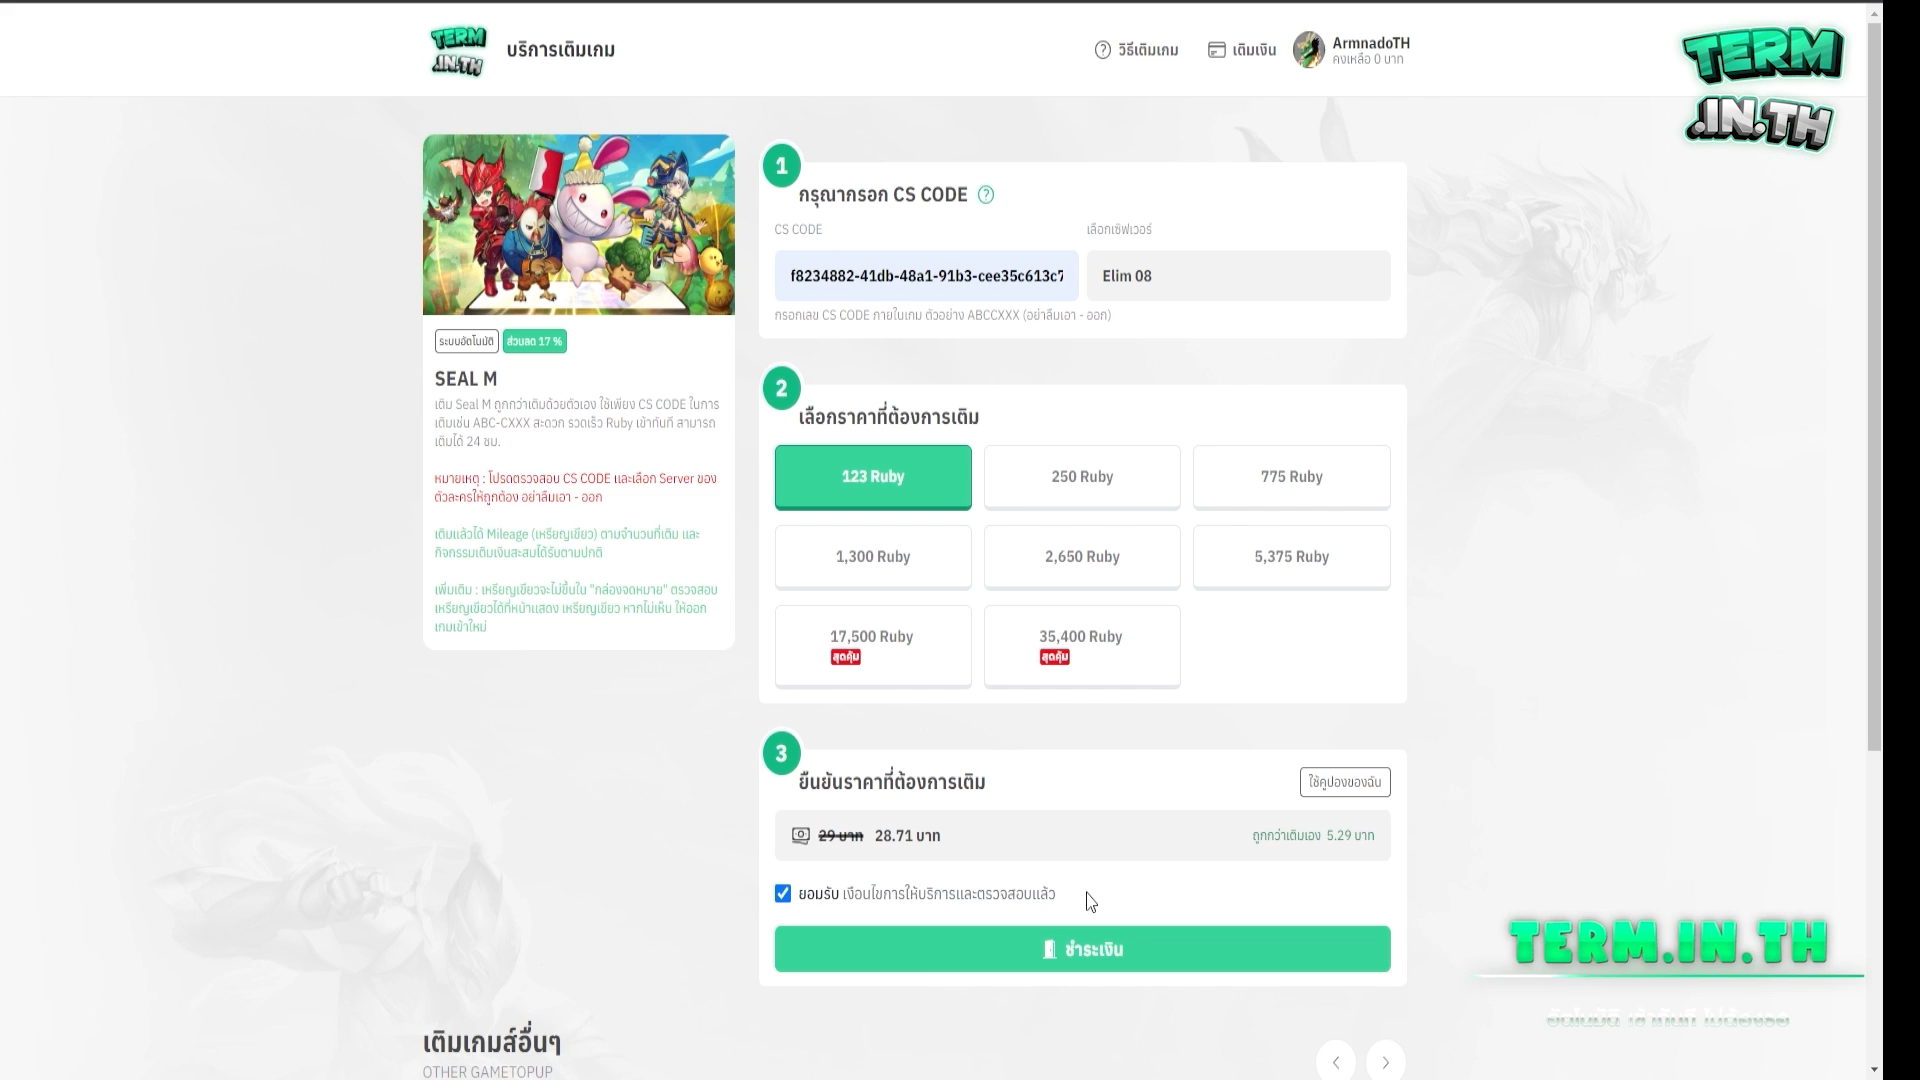 TERM
.IN.TH
บริการเติมเกม
วิธีเติมเกม
เติมเงิน
ArmnadoTH
คงเหลือ 0 บาท
TERM
.IN.TH
ระบบอัตโนมัติ
ส่วนลด 17 %
SEAL M
เติม Seal M ถูกกว่าเติมด้วยตัวเอง ใช้เพียง CS CODE ในการ
เติมเช่น ABC-CXXX สะดวก รวดเร็ว Ruby เข้าทันที สามารถ
เติมได้ 24 ชม.
หมายเหตุ : โปรดตรวจสอบ CS CODE และเลือก Server ของ
ตัวละครให้ถูกต้อง อย่าลืมเอา - ออก
เติมแล้วได้ Mileage (เหรียญเขียว) ตามจำนวนที่เติม และ
กิจกรรมเติมเงินสะสมได้รับตามปกติ
เพิ่มเติม : เหรียญเขียวจะไม่ขึ้นใน "กล่องจดหมาย" ตรวจสอบ
เหรียญเขียวได้ที่หน้าแสดง เหรียญเขียว หากไม่เห็น ให้ออก
เกมเข้าใหม่
1
กรุณากรอก CS CODE
CS CODE
เลือกเซิฟเวอร์
f8234882-41db-48a1-91b3-cee35c613c7
Elim 08
กรอกเลข CS CODE ภายในเกม ตัวอย่าง ABCCXXX (อย่าลืมเอา - ออก)
2
เลือกราคาที่ต้องการเติม
123 Ruby
250 Ruby
775 Ruby
1,300 Ruby
2,650 Ruby
5,375 Ruby
17,500 Ruby
สุดคุ้ม
35,400 Ruby
สุดคุ้ม
3
ยืนยันราคาที่ต้องการเติม
ใช้คูปองของฉัน
29 บาท 28.71 บาท
ถูกกว่าเติมเอง 5.29 บาท
ยอมรับ เงื่อนไขการให้บริการและตรวจสอบแล้ว
ชำระเงิน
TERM.IN.TH
เติมเกมส์อื่นๆ
OTHER GAMETOPUP